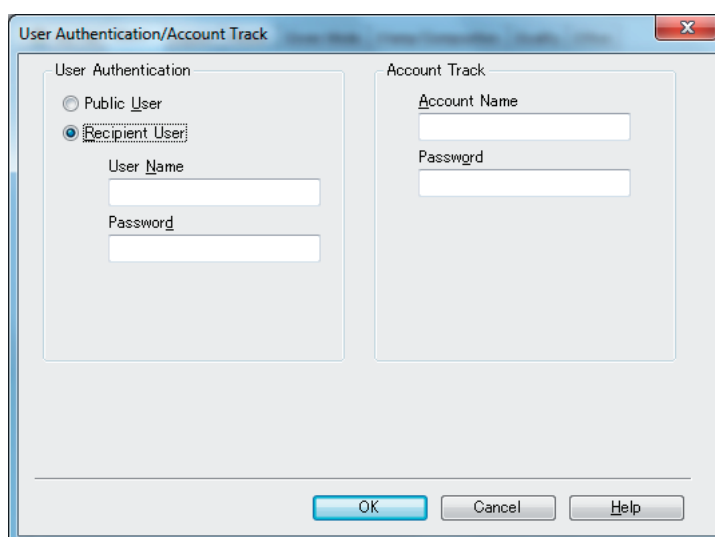 User Authentication/Account Track
User Authentication
Public User
Recipient User
User Name
Password
Account Track
Account Name
Password
OK
Cancel
Help